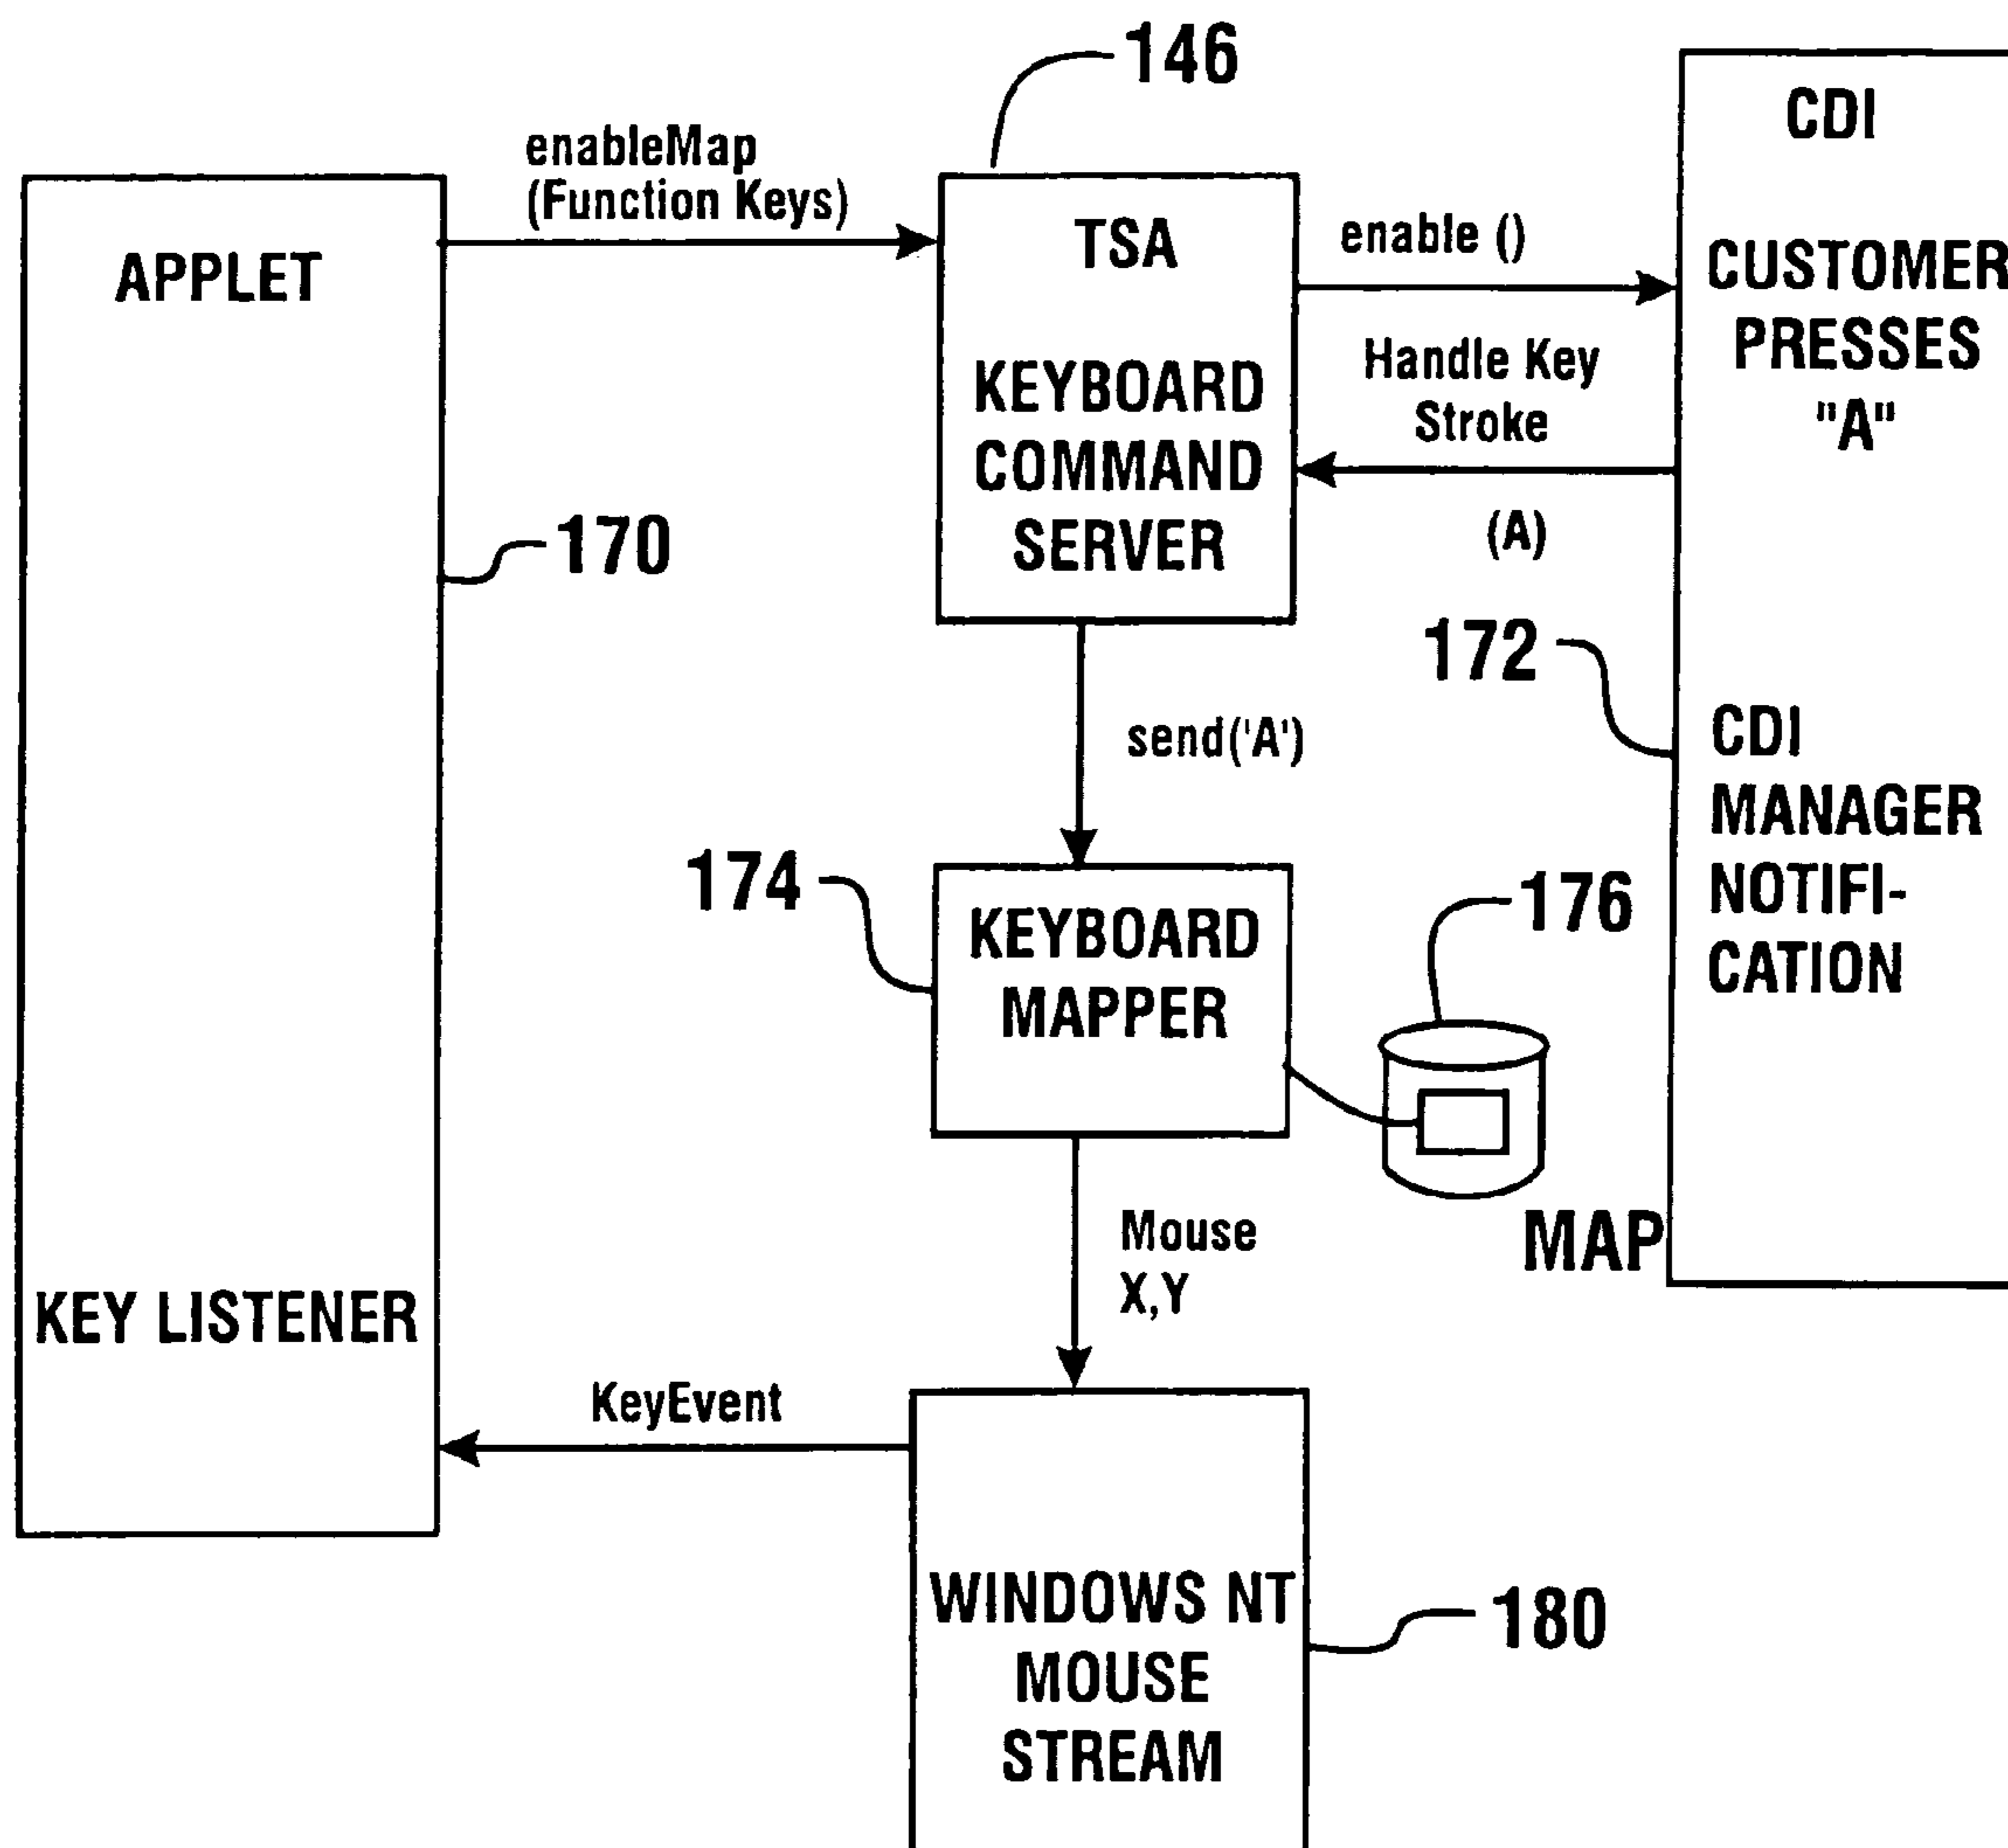 146
CDI
enableMap
(Function Keys)
APPLET
TSA
enable ()
CUSTOMER
PRESSES
"A"
KEYBOARD
COMMAND
SERVER
Handle Key
Stroke
(A)
170
172
send('A')
CDI
MANAGER
NOTIFI-
CATION
174
KEYBOARD
MAPPER
176
MAP
Mouse
X,Y
KEY LISTENER
KeyEvent
WINDOWS NT
MOUSE
STREAM
180